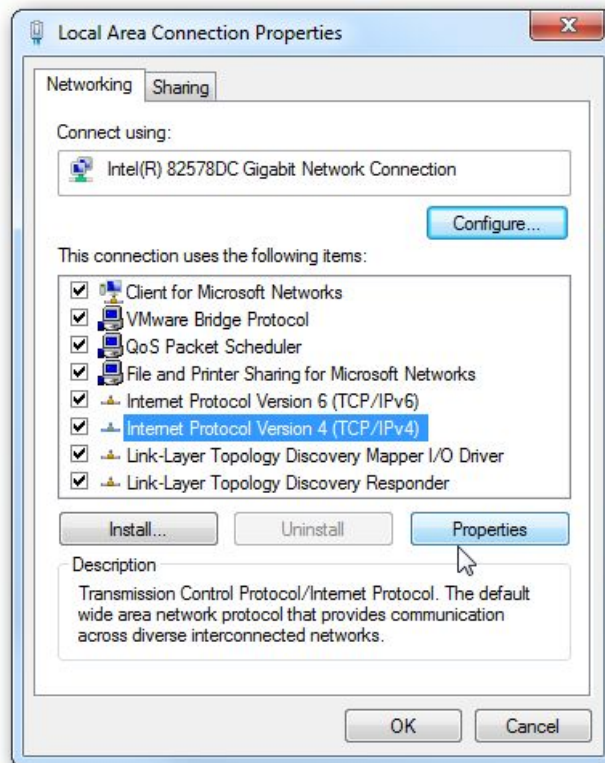 Local Area Connection Properties
Networking
Sharing
Connect using:
Intel(R) 82578DC Gigabit Network Connection
Configure...
This connection uses the following items:
Client for Microsoft Networks
VMware Bridge Protocol
QoS Packet Scheduler
File and Printer Sharing for Microsoft Networks
Internet Protocol Version 6 (TCP/IPv6)
Internet Protocol Version 4 (TCP/IPv4)
Link-Layer Topology Discovery Mapper I/O Driver
Link-Layer Topology Discovery Responder
Install...
Uninstall
Properties
Description
Transmission Control Protocol/Internet Protocol. The default
wide area network protocol that provides communication
across diverse interconnected networks.
OK
Cancel